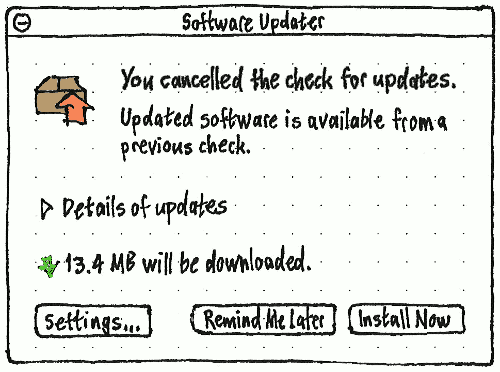 Software Updater
You cancelled the check for updates.
Updated software is available from a
previous check.
Details of updates
13.4 MB will be downloaded.
Settings...
Remind Me Later
Install Now